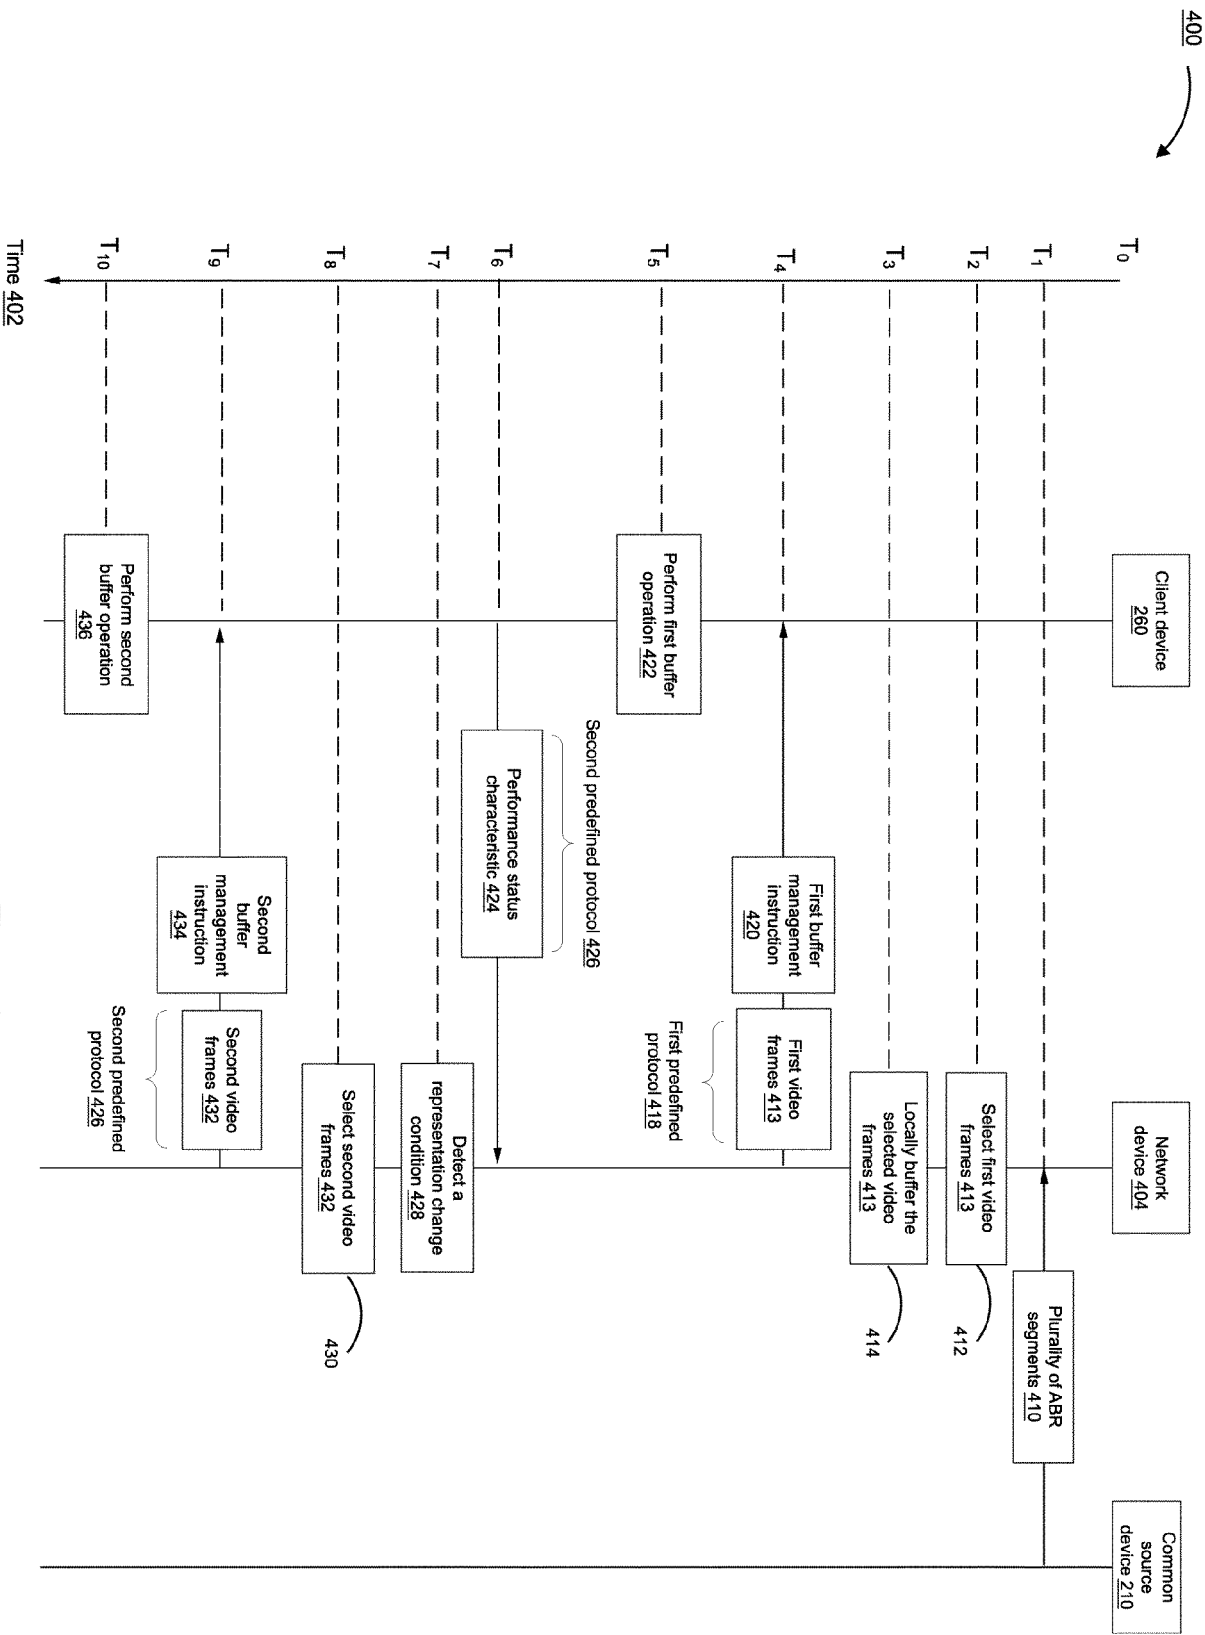 400
Client device
260
Network
device 404
Common
source
device 210
T0
T1
Plurality of ABR
segments 410
T2
Select first video
frames 413
412
T3
Locally buffer the
selected video
frames 413
414
T4
First buffer
management
instruction
420
First video
frames 413
First predefined
protocol 418
T5
Perform first buffer
operation 422
Second predefined protocol 426
T6
Performance status
characteristic 424
T7
Detect a
representation change
condition 428
T8
Select second video
frames 432
430
T9
Second
buffer
management
instruction
434
Second video
frames 432
Second predefined
protocol 426
T10
Perform second
buffer operation
436
Time 402